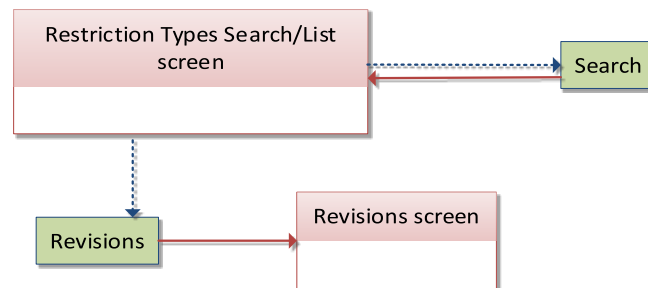 Restriction Types Search/List
screen
Search
Revisions screen
Revisions